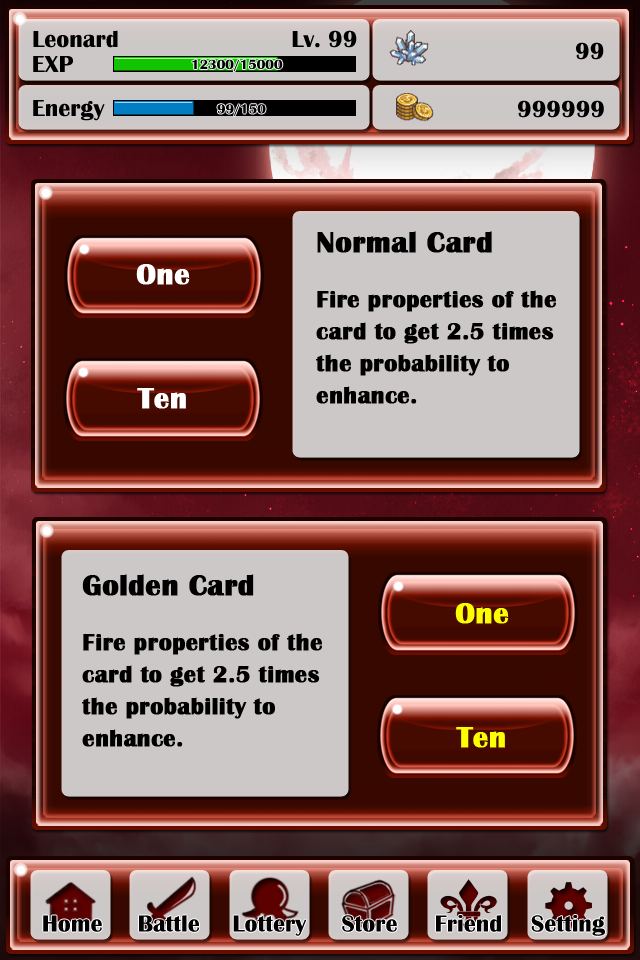 Leonard Lv. 99
EXP 12300/15000
99
Energy 99/150
999999
One
Ten
Normal Card
Fire properties of the
card to get 2.5 times
the probability to
enhance.
Golden Card
Fire properties of the
card to get 2.5 times
the probability to
enhance.
One
Ten
Home Battle Lottery Store Friend Setting